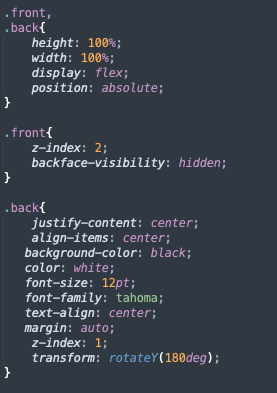 .front,
.back{
    height: 100%;
    width: 100%;
    display: flex;
    position: absolute;
}

.front{
    z-index: 2;
    backface-visibility: hidden;
}

.back{
    justify-content: center;
    align-items: center;
   background-color: black;
   color: white;
   font-size: 12pt;
   font-family: tahoma;
   text-align: center;
   margin: auto;
    z-index: 1;
    transform: rotateY(180deg);
}